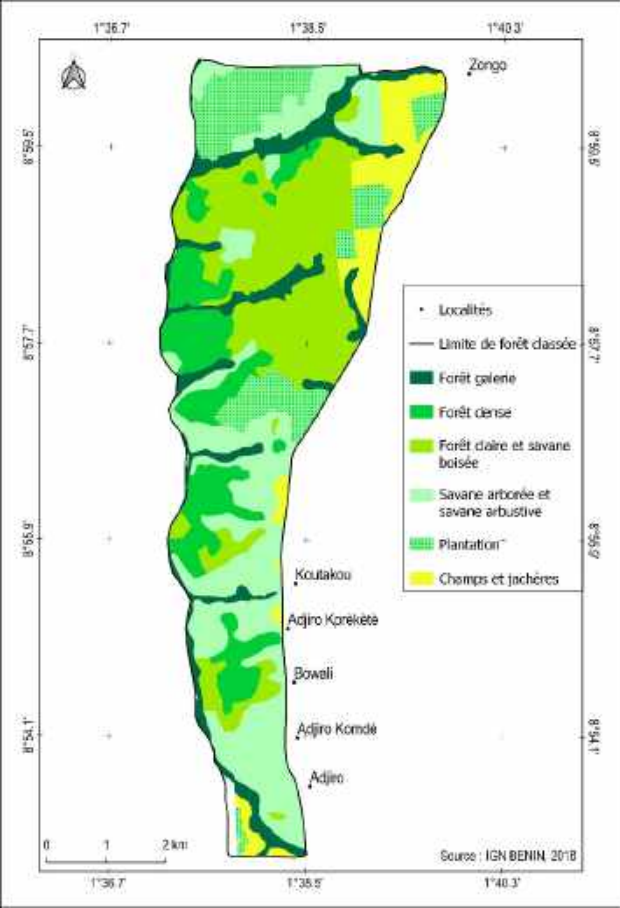 1°36.7' 1°38.5' 1°40.3'
Zongo
8°59.5' 8°59.5'
Localités
Limite de forêt classée
8°57.7' 8°57.7'
Forêt galerie
Forêt dense
Forêt claire et savane
boisée
Savane arborée et
savane arbustive
Plantation
Champs et jachères
8°55.9' 8°55.9'
Koutakou
Adjiro Kprèkètè
Bowali
Adjiro Komdè
8°54.1' 8°54.1'
Adjiro
0 1 2 km
Source : IGN BENIN, 2018
1°36.7' 1°38.5' 1°40.3'